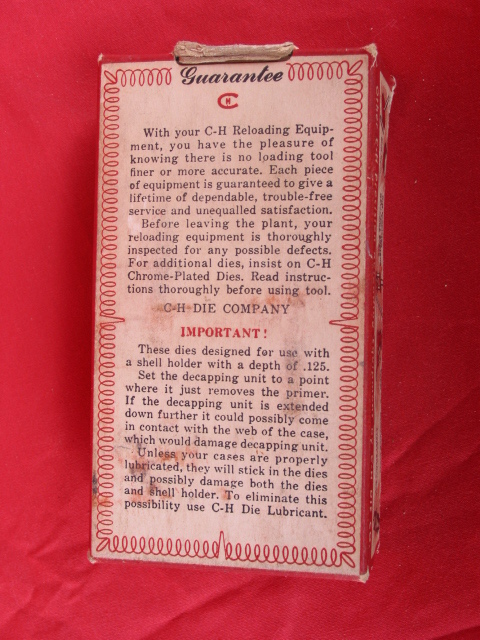 Guarantee
CH
With your C-H Reloading Equip-
ment, you have the pleasure of
knowing there is no loading tool
finer or more accurate. Each piece
of equipment is guaranteed to give a
lifetime of dependable, trouble-free
service and unequalled satisfaction.
Before leaving the plant, your
reloading equipment is thoroughly
inspected for any possible defects.
For additional dies, insist on C-H
Chrome-Plated Dies. Read instruc-
tions thoroughly before using tool.
C-H DIE COMPANY
IMPORTANT!
These dies designed for use with
a shell holder with a depth of .125.
Set the decapping unit to a point
where it just removes the primer.
If the decapping unit is extended
down further it could possibly come
in contact with the web of the case,
which would damage decapping unit.
Unless your cases are properly
lubricated, they will stick in the dies
and possibly damage both the dies
and shell holder. To eliminate this
possibility use C-H Die Lubricant.